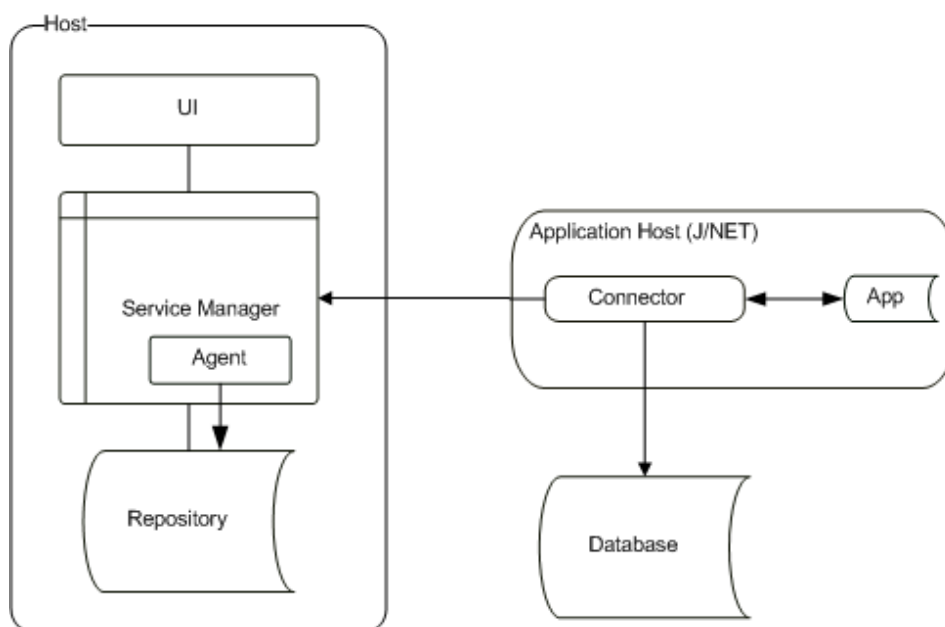 Host
UI
Service Manager
Agent
Repository
Application Host (J/NET)
Connector
App
Database